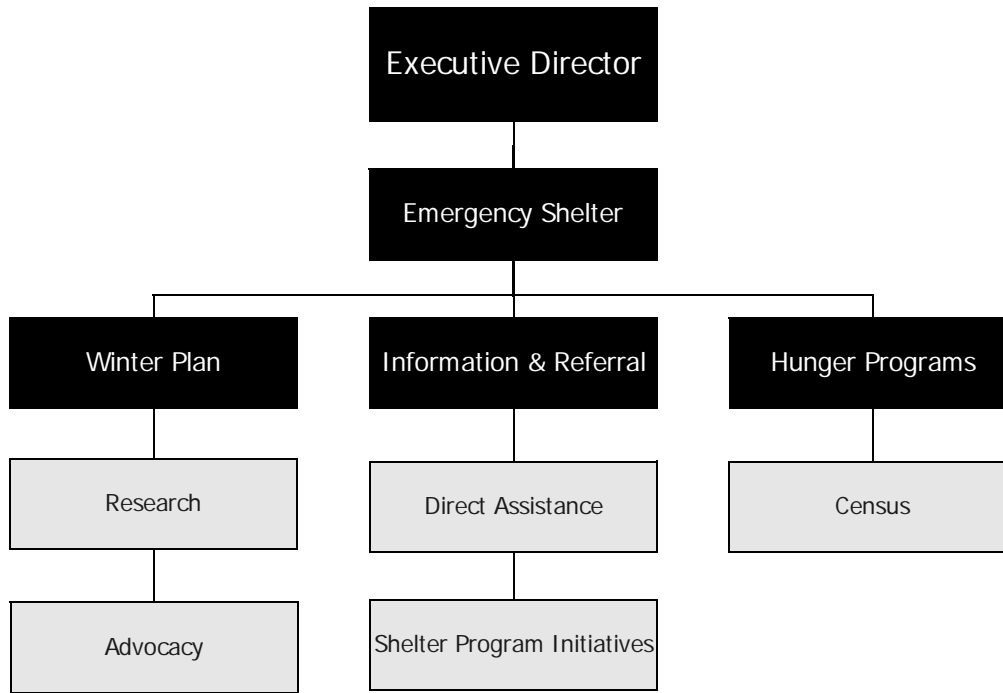 Executive Director
Emergency Shelter
Winter Plan
Information & Referral
Hunger Programs
Research
Direct Assistance
Census
Advocacy
Shelter Program Initiatives